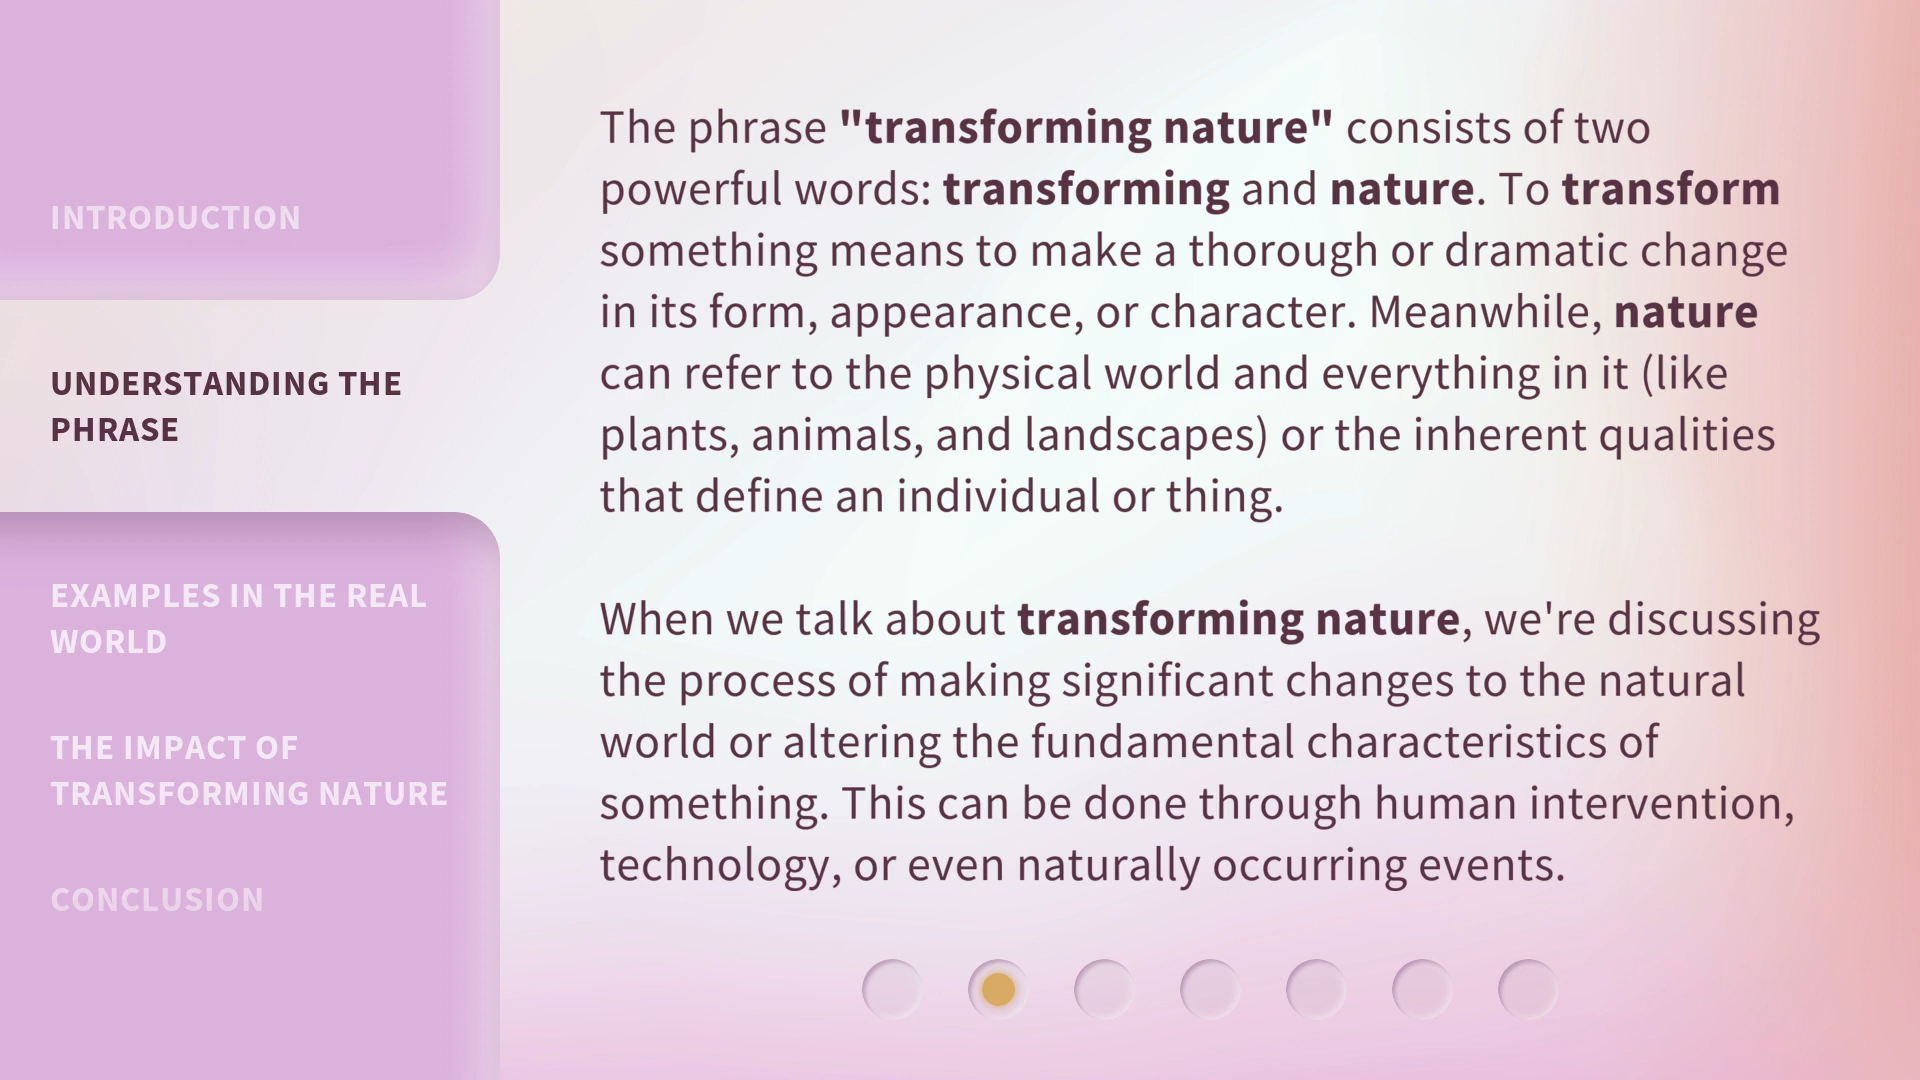 INTRODUCTION
UNDERSTANDING THE
PHRASE
EXAMPLES IN THE REAL
WORLD
THE IMPACT OF
TRANSFORMING NATURE
CONCLUSION
The phrase "transforming nature" consists of two
powerful words: transforming and nature. To transform
something means to make a thorough or dramatic change
in its form, appearance, or character. Meanwhile, nature
can refer to the physical world and everything in it (like
plants, animals, and landscapes) or the inherent qualities
that define an individual or thing.
When we talk about transforming nature, we're discussing
the process of making significant changes to the natural
world or altering the fundamental characteristics of
something. This can be done through human intervention,
technology, or even naturally occurring events.